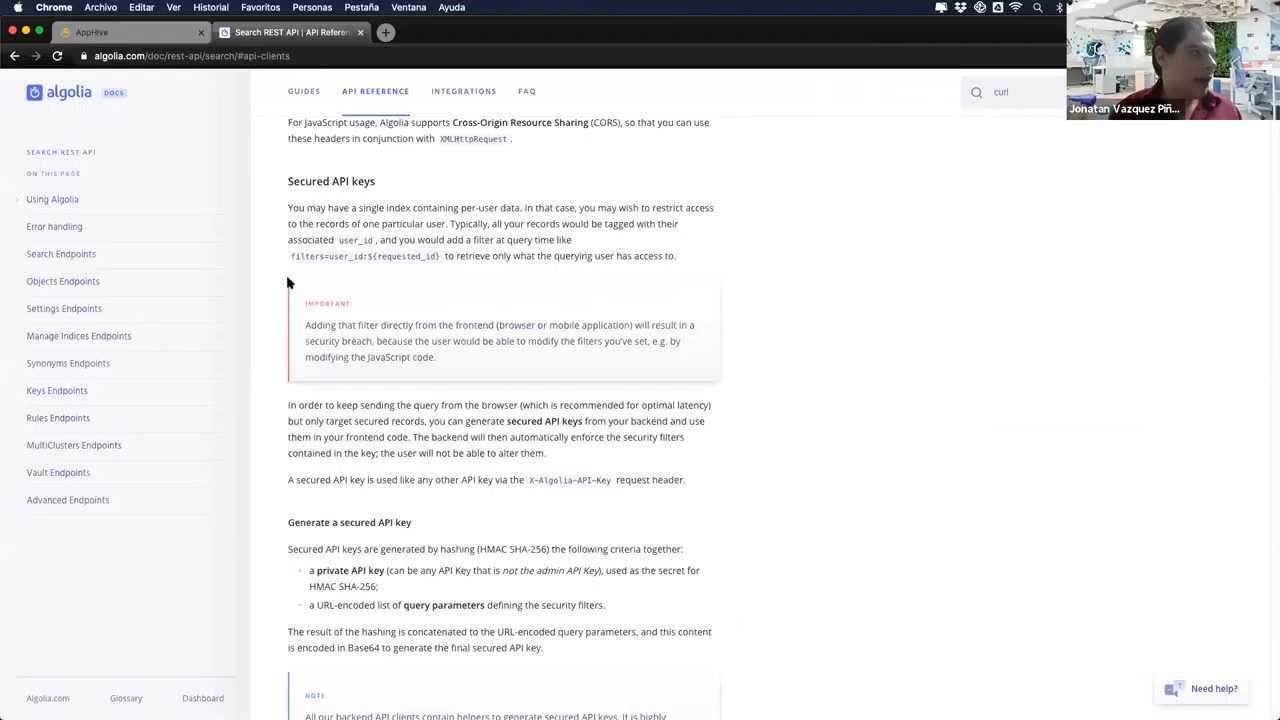 Chrome Archivo Editar Ver Historial Favoritos Personas Pestaña Ventana Ayuda
AppHive
Search REST API | API Referen
algolia.com/doc/rest-api/search/#api-clients
algolia DOCS
GUIDES API REFERENCE INTEGRATIONS FAQ
curl
Jonatan Vazquez Piñ...
SEARCH REST API
ON THIS PAGE
Using Algolia
Error handling
Search Endpoints
Objects Endpoints
Settings Endpoints
Manage Indices Endpoints
Synonyms Endpoints
Keys Endpoints
Rules Endpoints
MultiClusters Endpoints
Vault Endpoints
Advanced Endpoints
Algolia.com Glossary Dashboard
For JavaScript usage, Algolia supports Cross-Origin Resource Sharing (CORS), so that you can use
these headers in conjunction with XMLHttpRequest.
Secured API keys
You may have a single index containing per-user data. In that case, you may wish to restrict access
to the records of one particular user. Typically, all your records would be tagged with their
associated user_id, and you would add a filter at query time like
filters=user_id:${requested_id} to retrieve only what the querying user has access to.
IMPORTANT
Adding that filter directly from the frontend (browser or mobile application) will result in a
security breach, because the user would be able to modify the filters you've set, e.g. by
modifying the JavaScript code.
In order to keep sending the query from the browser (which is recommended for optimal latency)
but only target secured records, you can generate secured API keys from your backend and use
them in your frontend code. The backend will then automatically enforce the security filters
contained in the key; the user will not be able to alter them.
A secured API key is used like any other API key via the X-Algolia-API-Key request header.
Generate a secured API key
Secured API keys are generated by hashing (HMAC SHA-256) the following criteria together:
a private API key (can be any API Key that is not the admin API Key), used as the secret for
HMAC SHA-256;
a URL-encoded list of query parameters defining the security filters.
The result of the hashing is concatenated to the URL-encoded query parameters, and this content
is encoded in Base64 to generate the final secured API key.
NOTE
All our backend API clients contain helpers to generate secured API keys. It is highly
Need help?